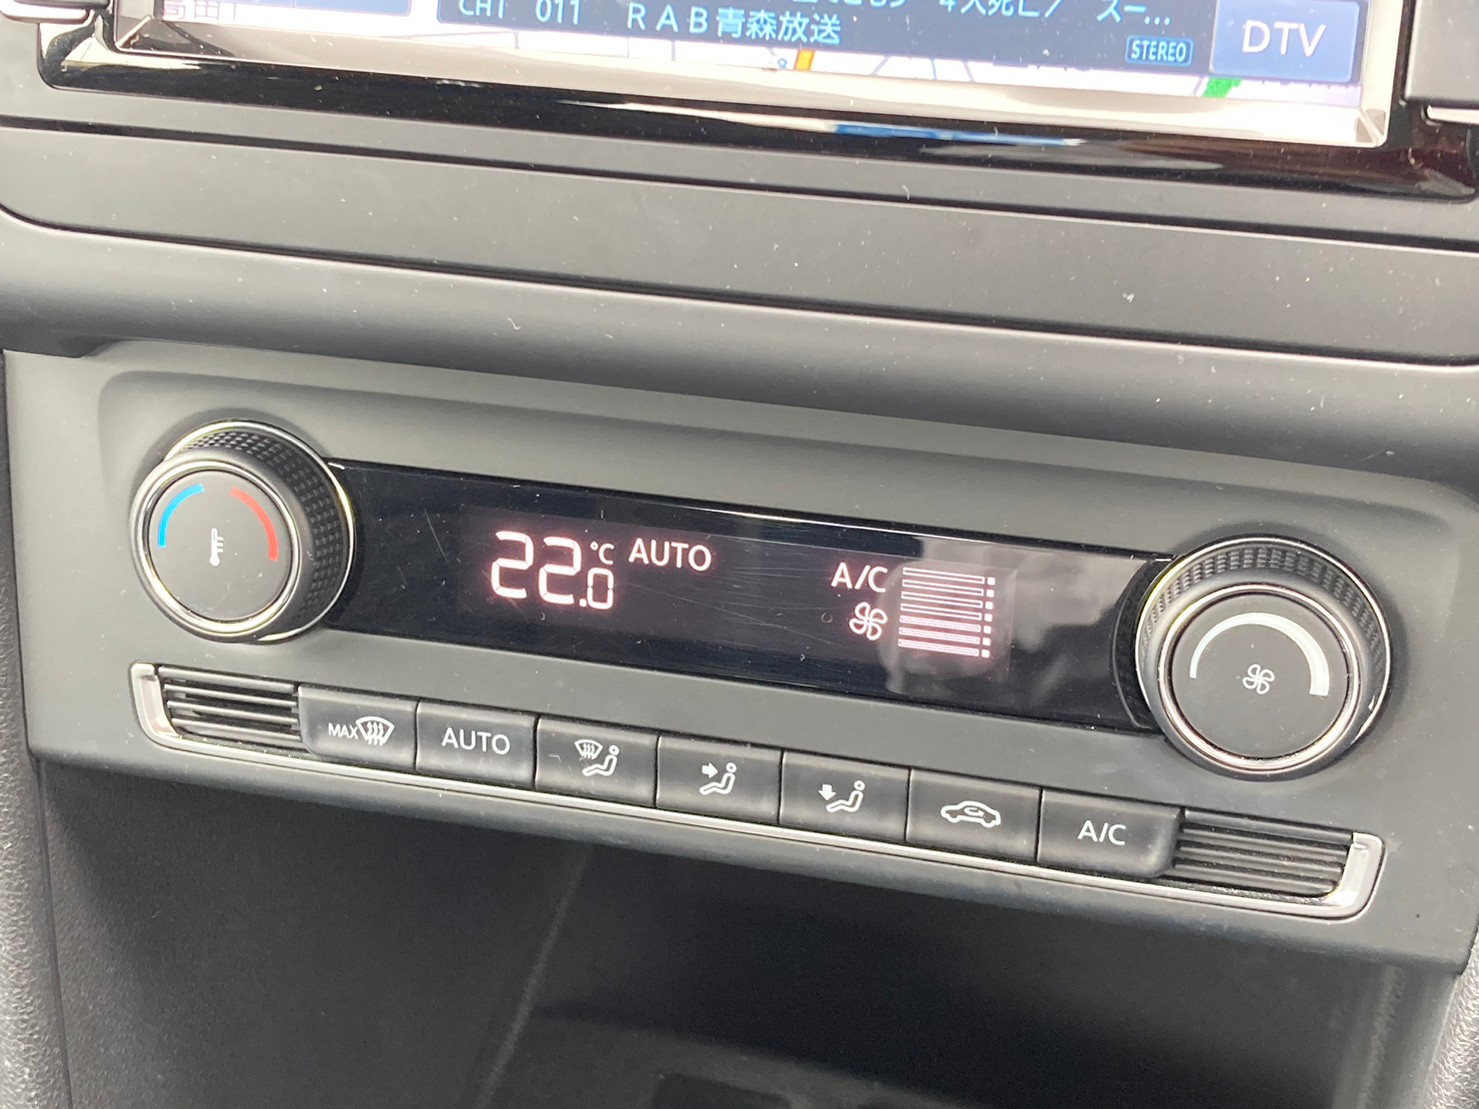 CH1 011 RAB青森放送
STEREO
DTV
22.0 ℃ AUTO
A/C
MAX
AUTO
A/C